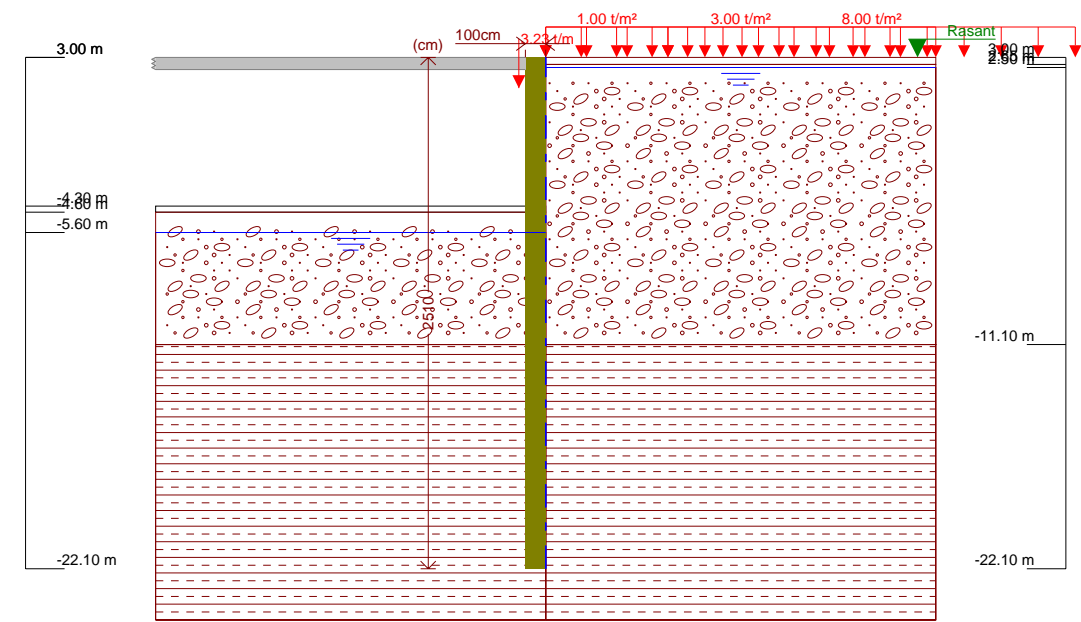 1.00 t/m² 3.00 t/m² 8.00 t/m²
100cm 3.23 t/m Rasant
3.00 m (cm) 3.00 m
2.50 m
-4.30 m
-4.60 m
-5.60 m
2510
-11.10 m
-22.10 m -22.10 m